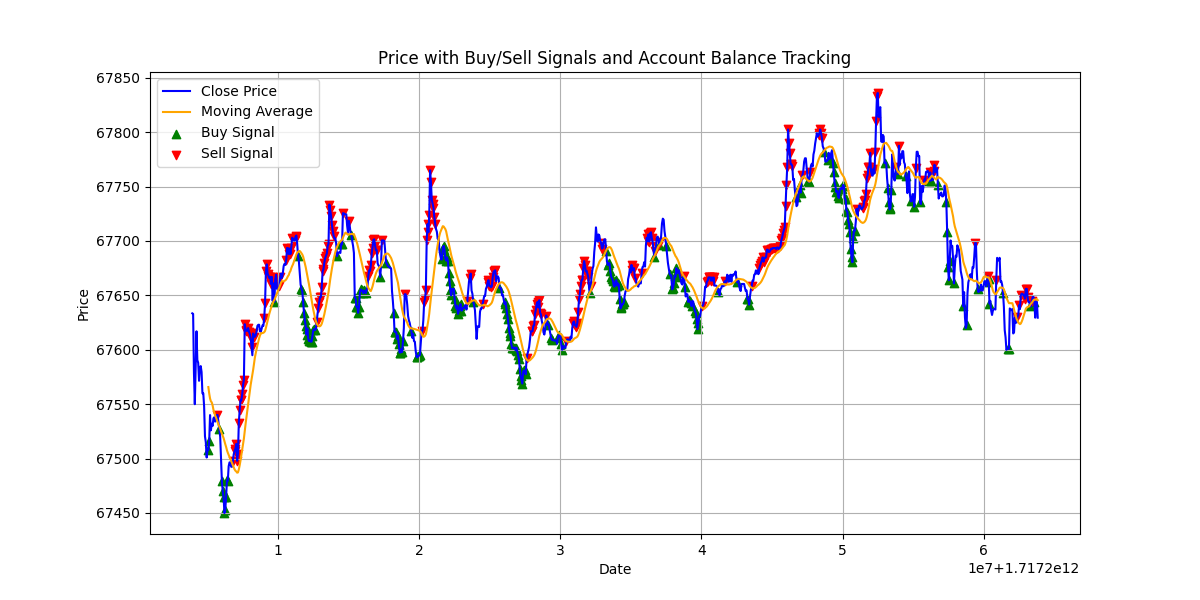 Price with Buy/Sell Signals and Account Balance Tracking
67850
67800
67750
67700
67650
67600
67550
67500
67450
Price
Close Price
Moving Average
Buy Signal
Sell Signal
1 2 3 4 5 6
Date
1e7+1.7172e12